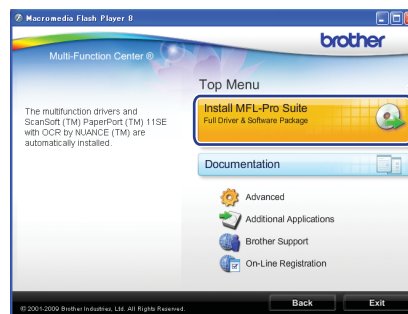 Macromedia Flash Player 8
brother
Multi-Function Center ®
Top Menu
Install MFL-Pro Suite
Full Driver & Software Package
The multifunction drivers and
ScanSoft (TM) PaperPort (TM) 11SE
with OCR by NUANCE (TM) are
automatically installed.
Documentation
Advanced
Additional Applications
Brother Support
On-Line Registration
© 2001-2009 Brother Industries, Ltd. All Rights Reserved.
Back
Exit